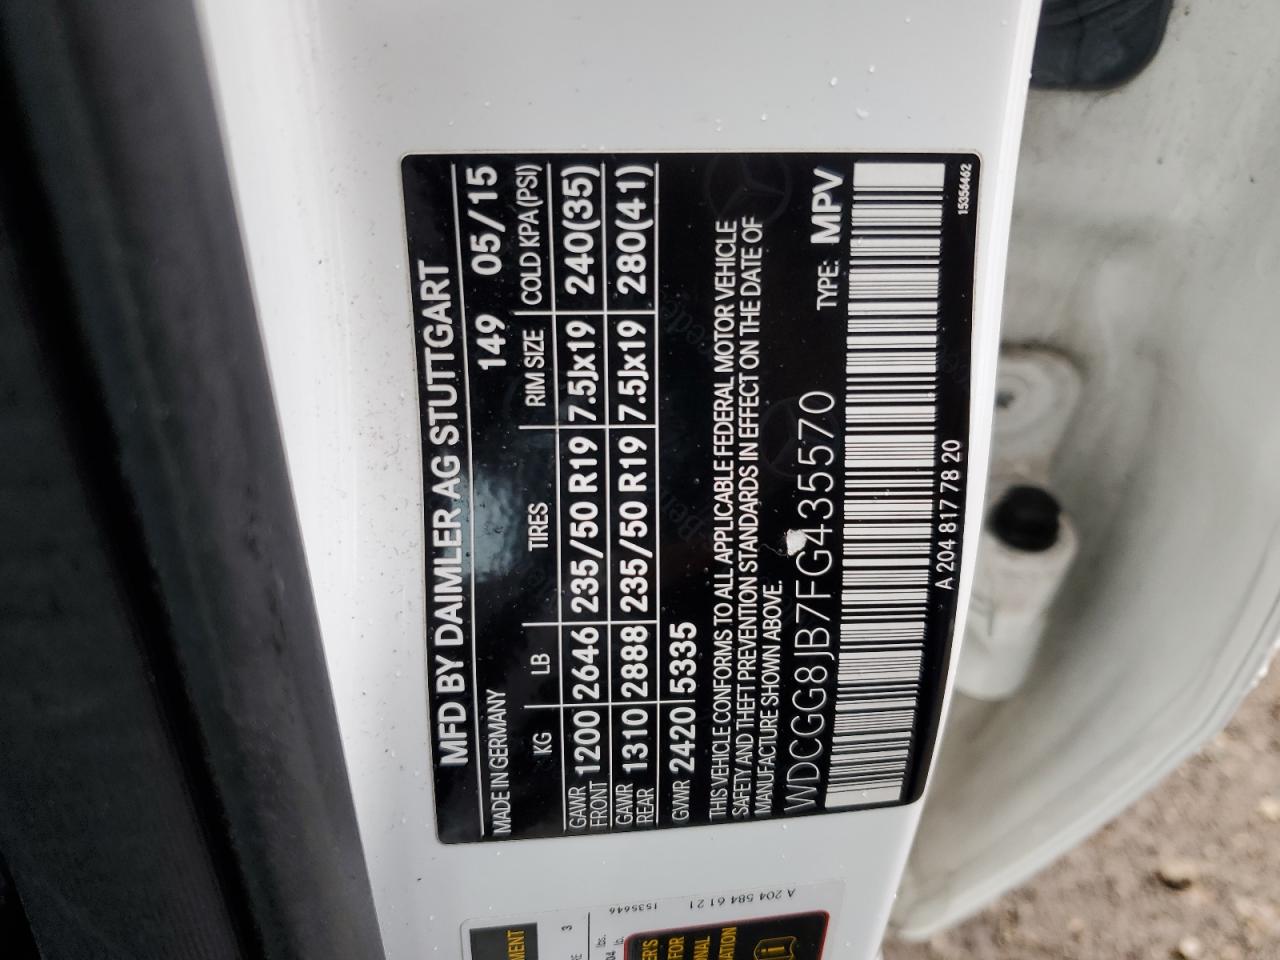 MFD BY DAIMLER AG STUTTGART
MADE IN GERMANY 149 05/15
KG LB TIRES RIM SIZE COLD KPA(PSI)
GAWR FRONT 1200 2646 235/50 R19 7.5Jx19 240(35)
GAWR REAR 1310 2888 235/50 R19 7.5Jx19 280(41)
GVWR 2420 5335
THIS VEHICLE CONFORMS TO ALL APPLICABLE FEDERAL MOTOR VEHICLE
SAFETY AND THEFT PREVENTION STANDARDS IN EFFECT ON THE DATE OF
MANUFACTURE SHOWN ABOVE.
WDCGG8JB7FG435570 TYPE: MPV
A 204 817 78 20 15356462
A 204 584 61 21
1535646
3